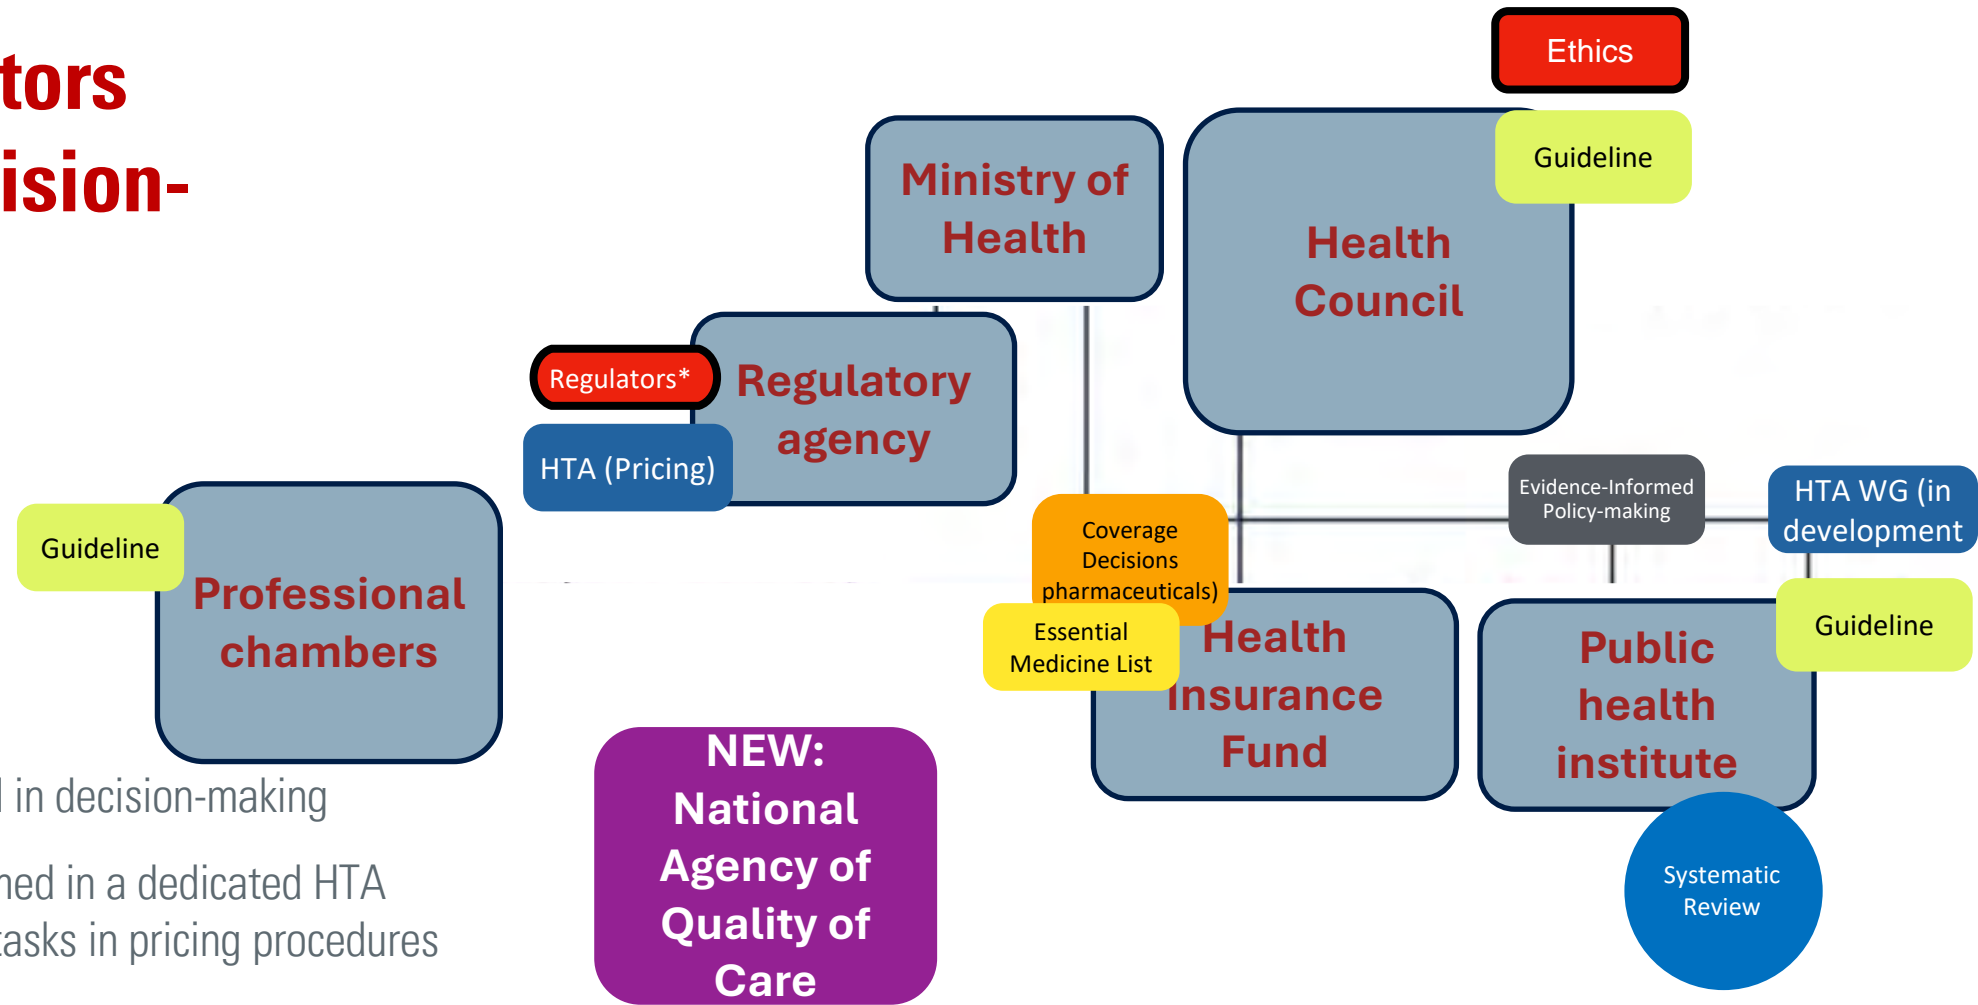 tors
ision-
Ethics
Guideline
Ministry of
Health
Health
Council
Regulators*
Regulatory
agency
HTA (Pricing)
Evidence-Informed
Policy-making
HTA WG (in
development
Guideline
Professional
chambers
Coverage
Decisions
pharmaceuticals)
Essential
Medicine List
Health
Insurance
Fund
Public
health
institute
Guideline
NEW:
National
Agency of
Quality of
Care
Systematic
Review
in decision-making
in a dedicated HTA
tasks in pricing procedures